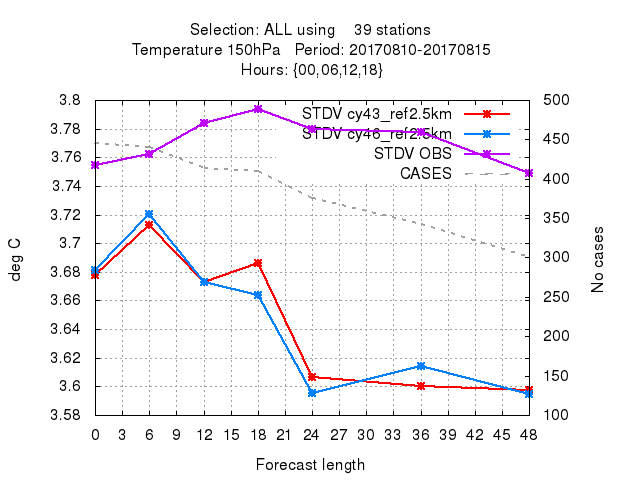 Selection: ALL using    39 stations
Temperature 150hPa   Period: 20170810-20170815
Hours: {00,06,12,18}
3.8
3.78
3.76
3.74
3.72
3.7
3.68
3.66
3.64
3.62
3.6
3.58
deg C
STDV cy43_ref2.5km
STDV cy46_ref2.5km
STDV OBS
CASES
500
450
400
350
300
250
200
150
100
No cases
0 3 6 9 12 15 18 21 24 27 30 33 36 39 42 45 48
Forecast length